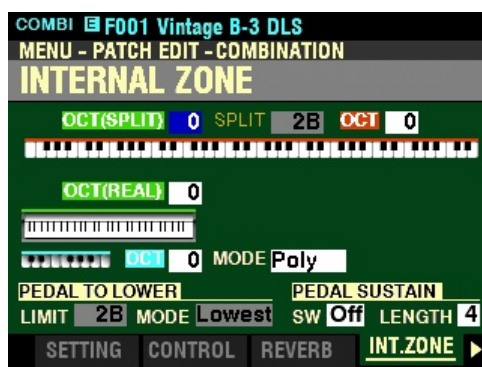 COMBI E F001 Vintage B-3 DLS
MENU - PATCH EDIT - COMBINATION
INTERNAL ZONE
OCT(SPLIT) 0 SPLIT 2B OCT 0
OCT(REAL) 0
OCT 0 MODE Poly
PEDAL TO LOWER PEDAL SUSTAIN
LIMIT 2B MODE Lowest SW Off LENGTH 4
SETTING CONTROL REVERB INT.ZONE